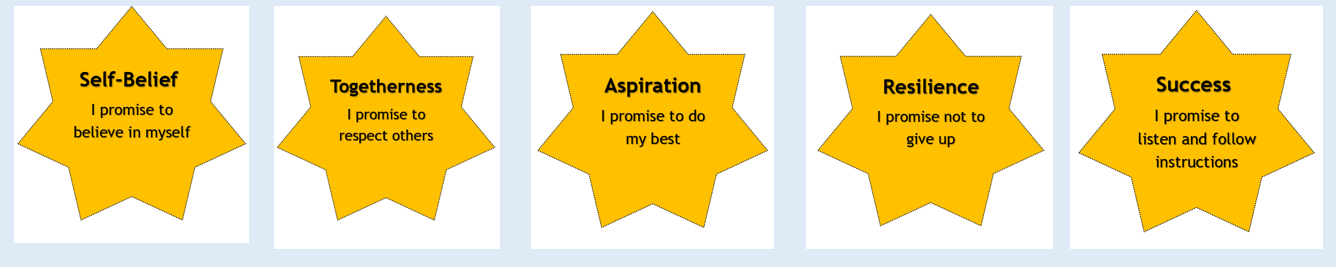 Self-Belief
I promise to
believe in myself
Togetherness
I promise to
respect others
Aspiration
I promise to do
my best
Resilience
I promise not to
give up
Success
I promise to
listen and follow
instructions